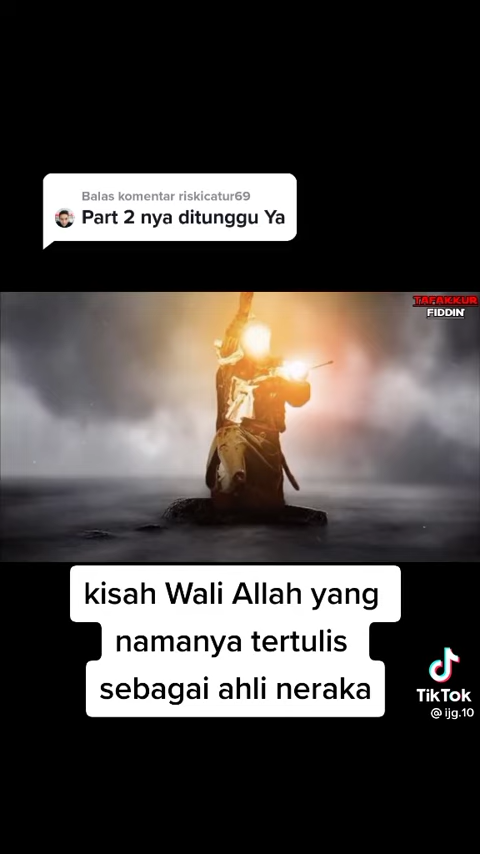 Balas komentar riskicatur69
Part 2 nya ditunggu Ya
TAFAKKUR
FIDDIN'
kisah Wali Allah yang
namanya tertulis
sebagai ahli neraka
TikTok
@ijg.10